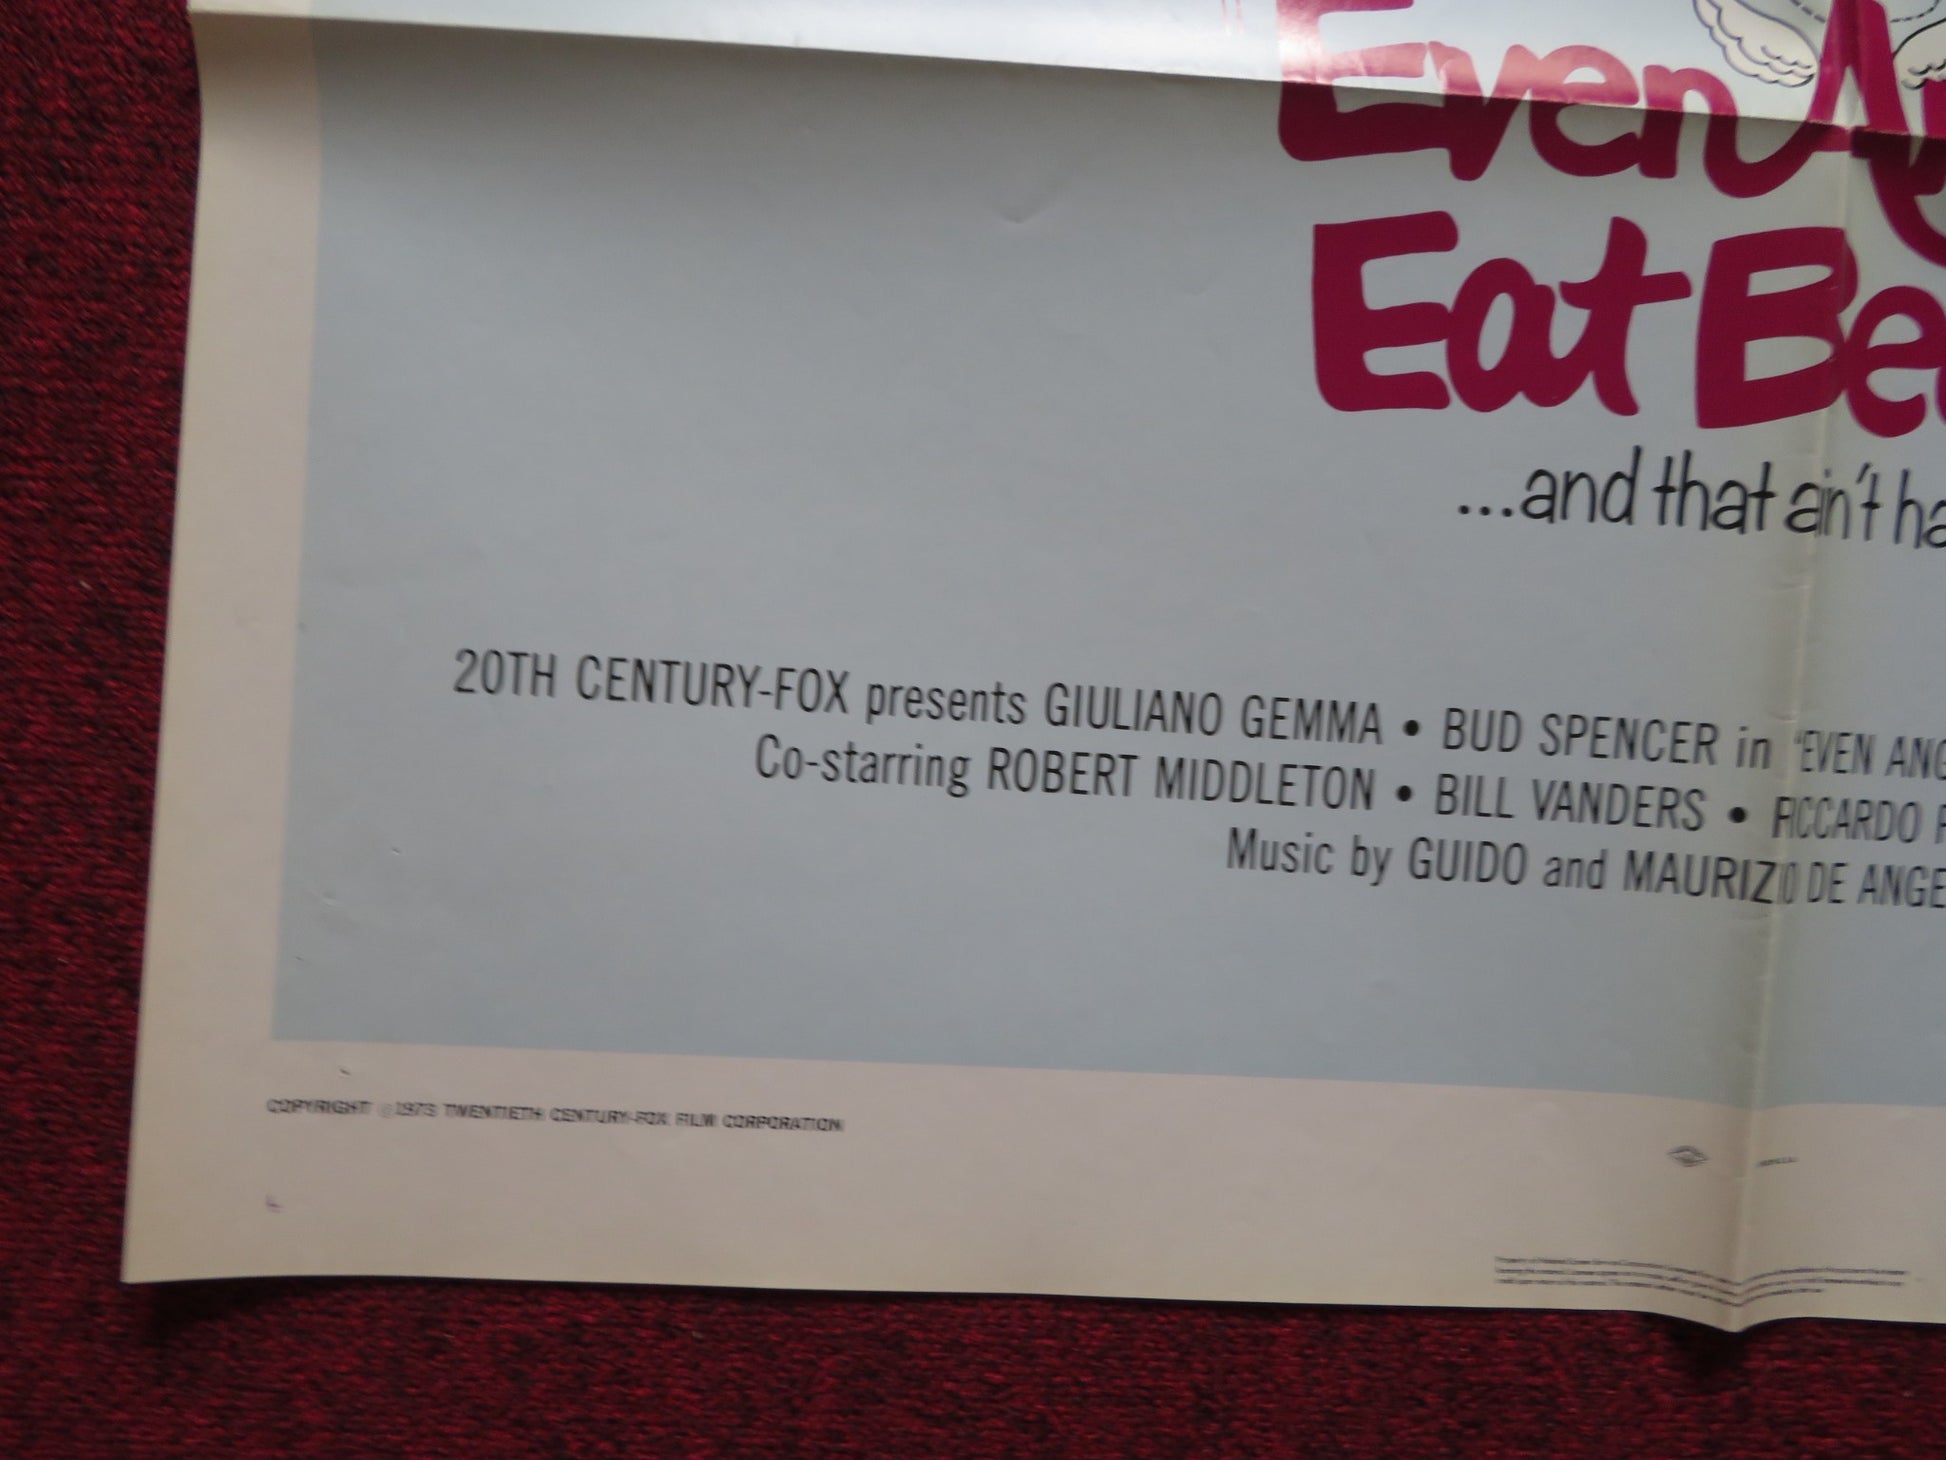 Even An
Eat Be
...and that ain't ha
20TH CENTURY-FOX presents GIULIANO GEMMA • BUD SPENCER in 'EVEN ANG
Co-starring ROBERT MIDDLETON • BILL VANDERS • RICCARDO P
Music by GUIDO and MAURIZIO DE ANGE
COPYRIGHT © 1973 TWENTIETH CENTURY-FOX FILM CORPORATION